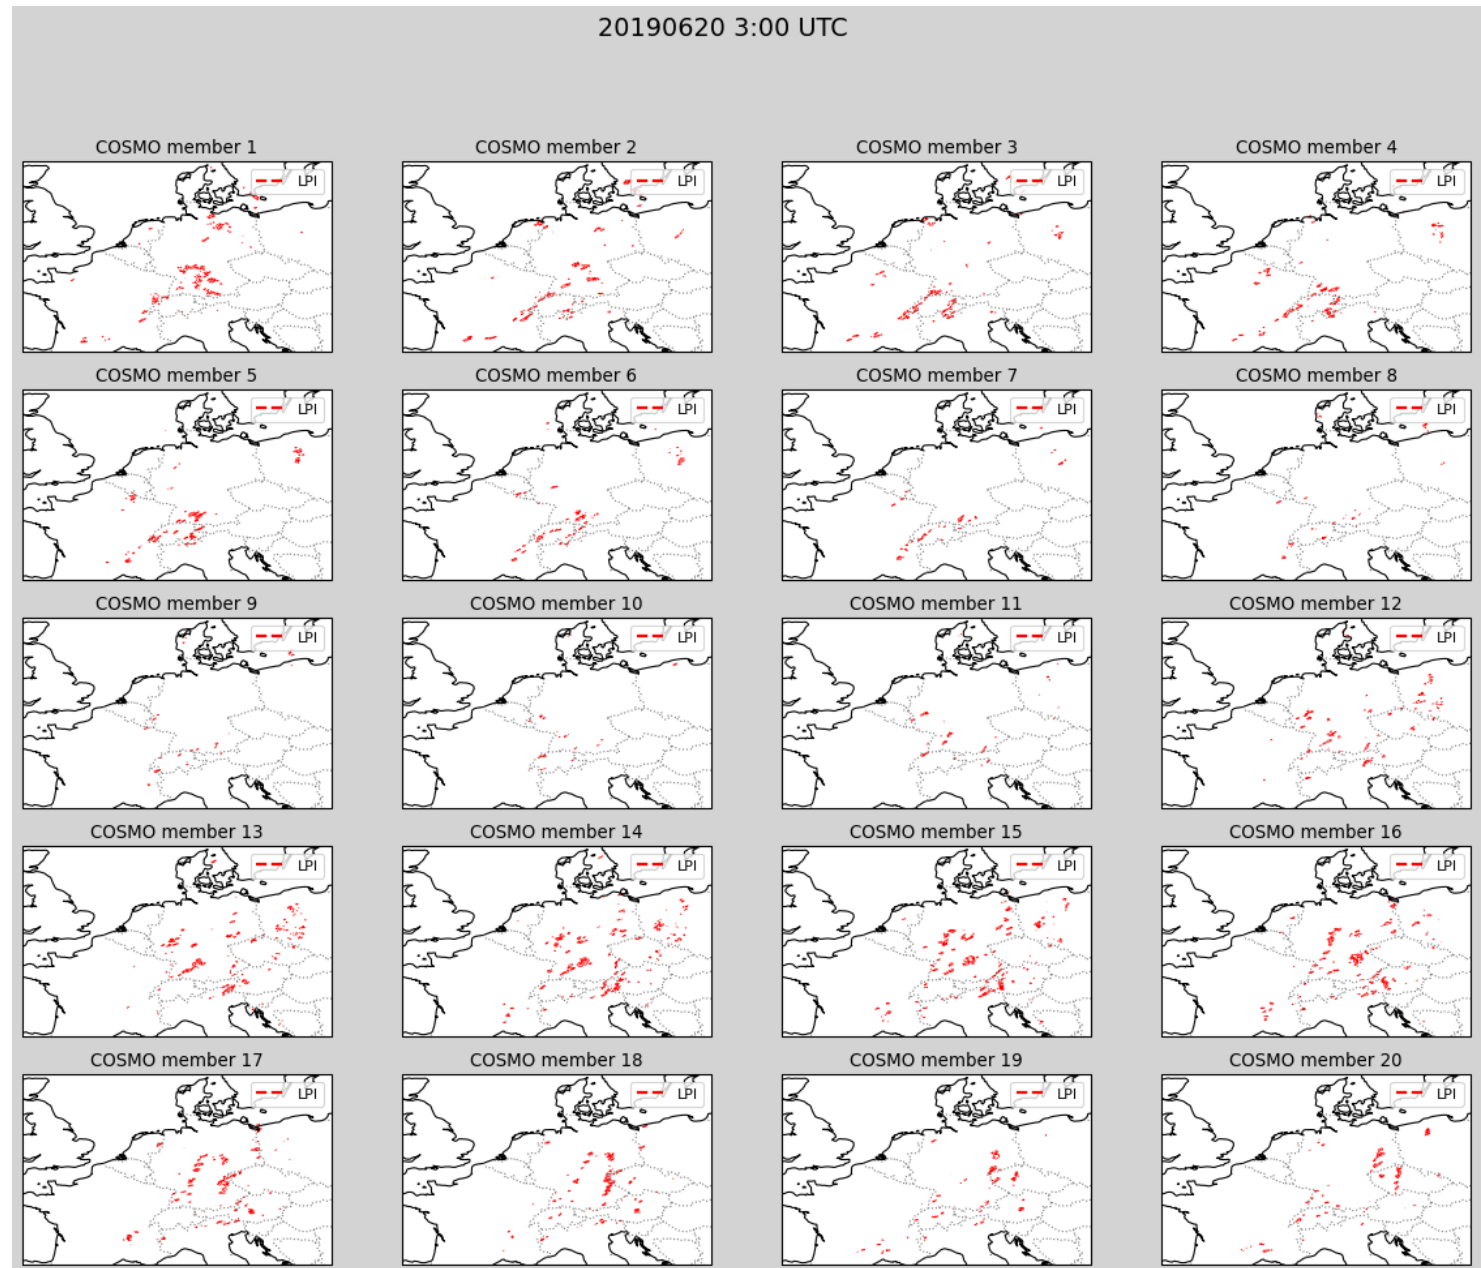 20190620 3:00 UTC
COSMO member 1
LPI
COSMO member 2
LPI
COSMO member 3
LPI
COSMO member 4
LPI
COSMO member 5
LPI
COSMO member 6
LPI
COSMO member 7
LPI
COSMO member 8
LPI
COSMO member 9
LPI
COSMO member 10
LPI
COSMO member 11
LPI
COSMO member 12
LPI
COSMO member 13
LPI
COSMO member 14
LPI
COSMO member 15
LPI
COSMO member 16
LPI
COSMO member 17
LPI
COSMO member 18
LPI
COSMO member 19
LPI
COSMO member 20
LPI